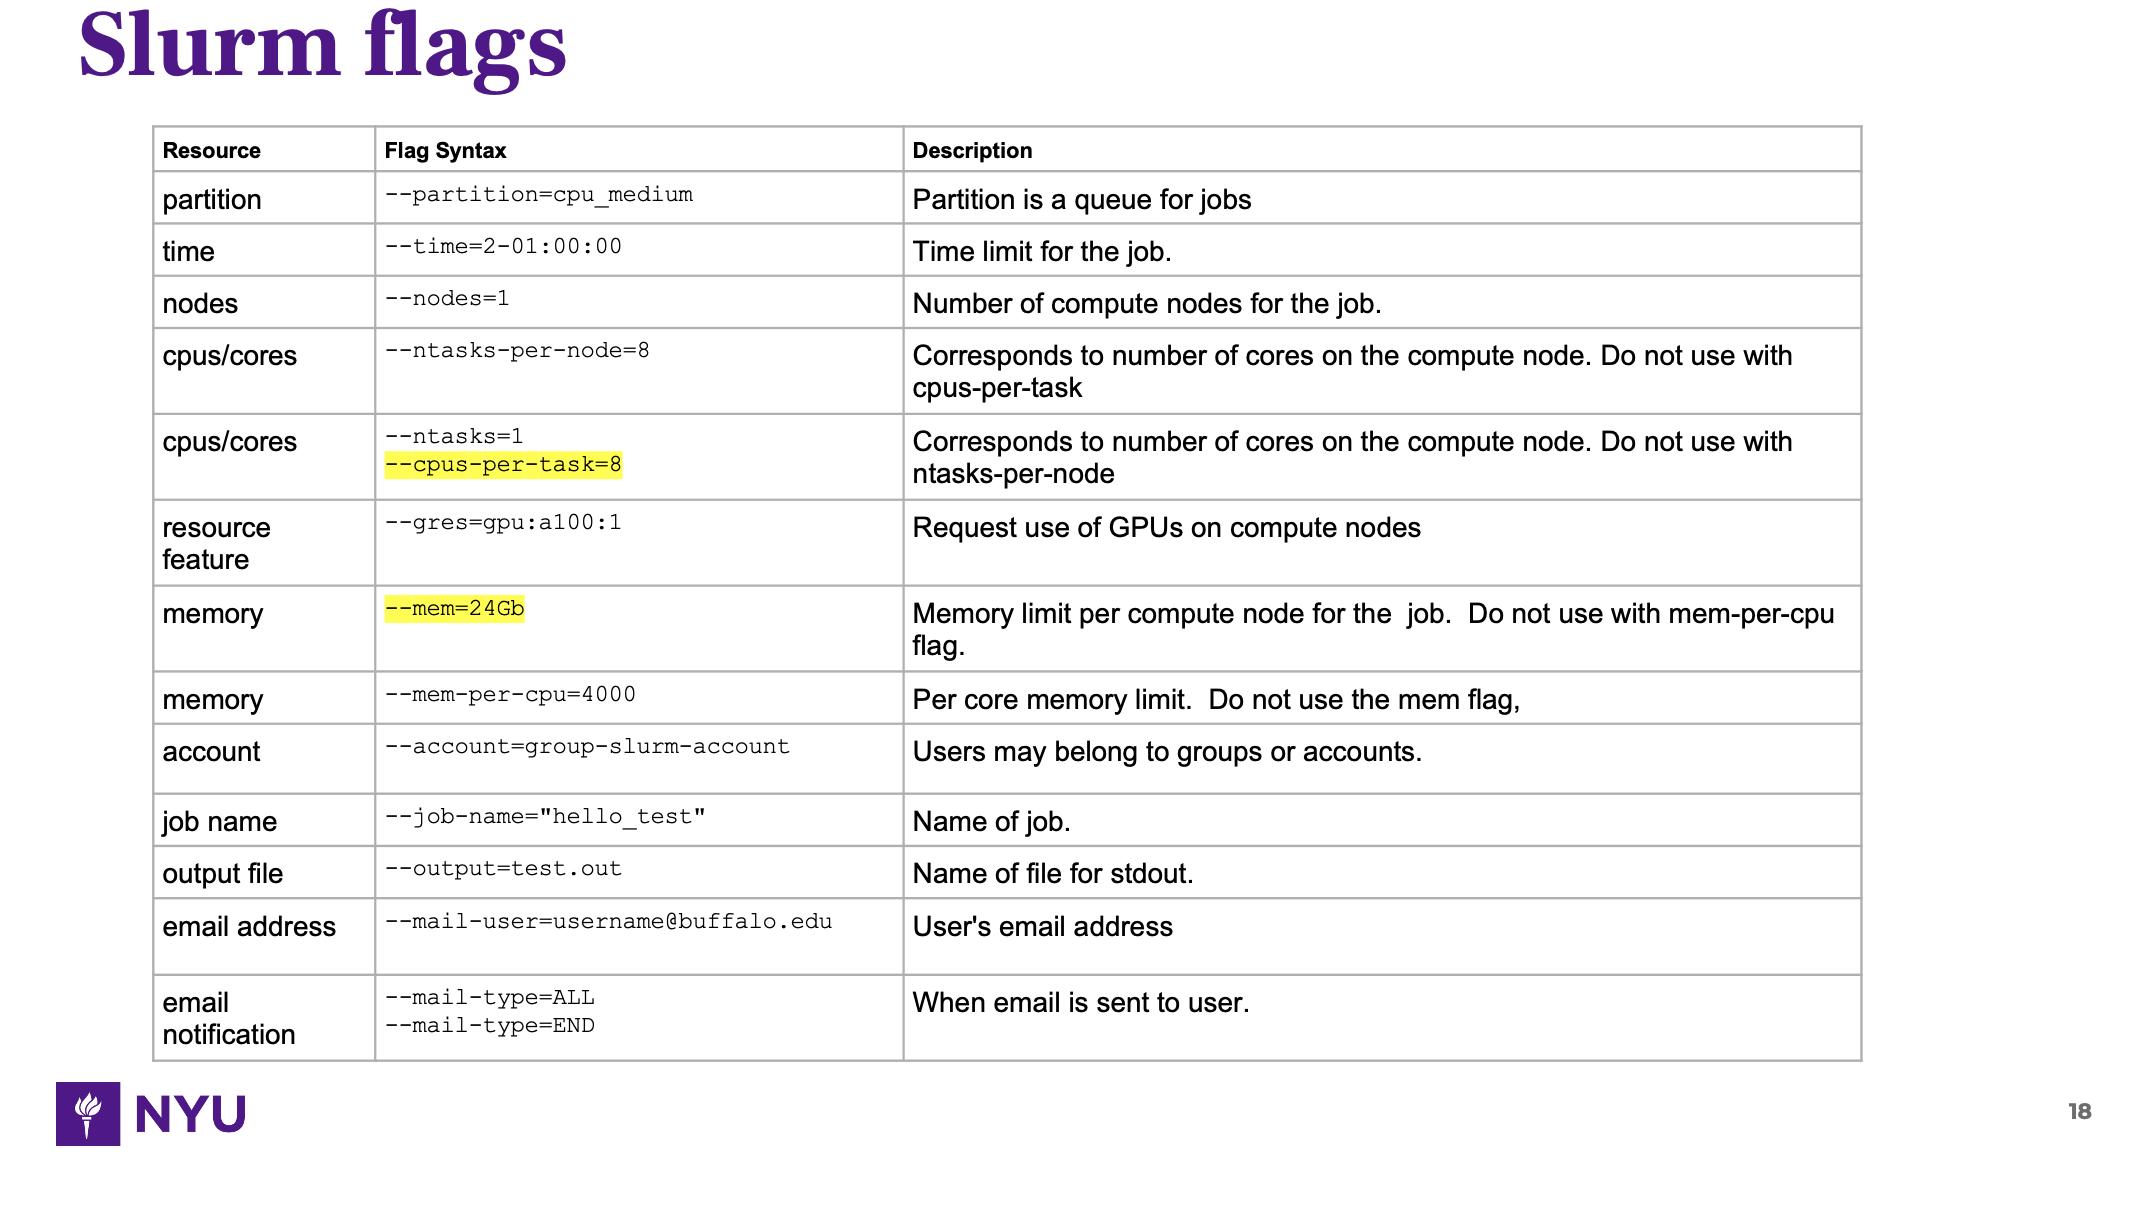 Slurm flags
Resource Flag Syntax Description
partition --partition=cpu_medium Partition is a queue for jobs
time --time=2-01:00:00 Time limit for the job.
nodes --nodes=1 Number of compute nodes for the job.
cpus/cores --ntasks-per-node=8 Corresponds to number of cores on the compute node. Do not use with
cpus-per-task
cpus/cores --ntasks=1 Corresponds to number of cores on the compute node. Do not use with
--cpus-per-task=8 ntasks-per-node
resource --gres=gpu:a100:1 Request use of GPUs on compute nodes
feature
memory --mem=24Gb Memory limit per compute node for the  job.  Do not use with mem-per-cpu
flag.
memory --mem-per-cpu=4000 Per core memory limit.  Do not use the mem flag,
account --account=group-slurm-account Users may belong to groups or accounts.
job name --job-name="hello_test" Name of job.
output file --output=test.out Name of file for stdout.
email address --mail-user=username@buffalo.edu User's email address
email --mail-type=ALL When email is sent to user.
notification --mail-type=END
NYU
18